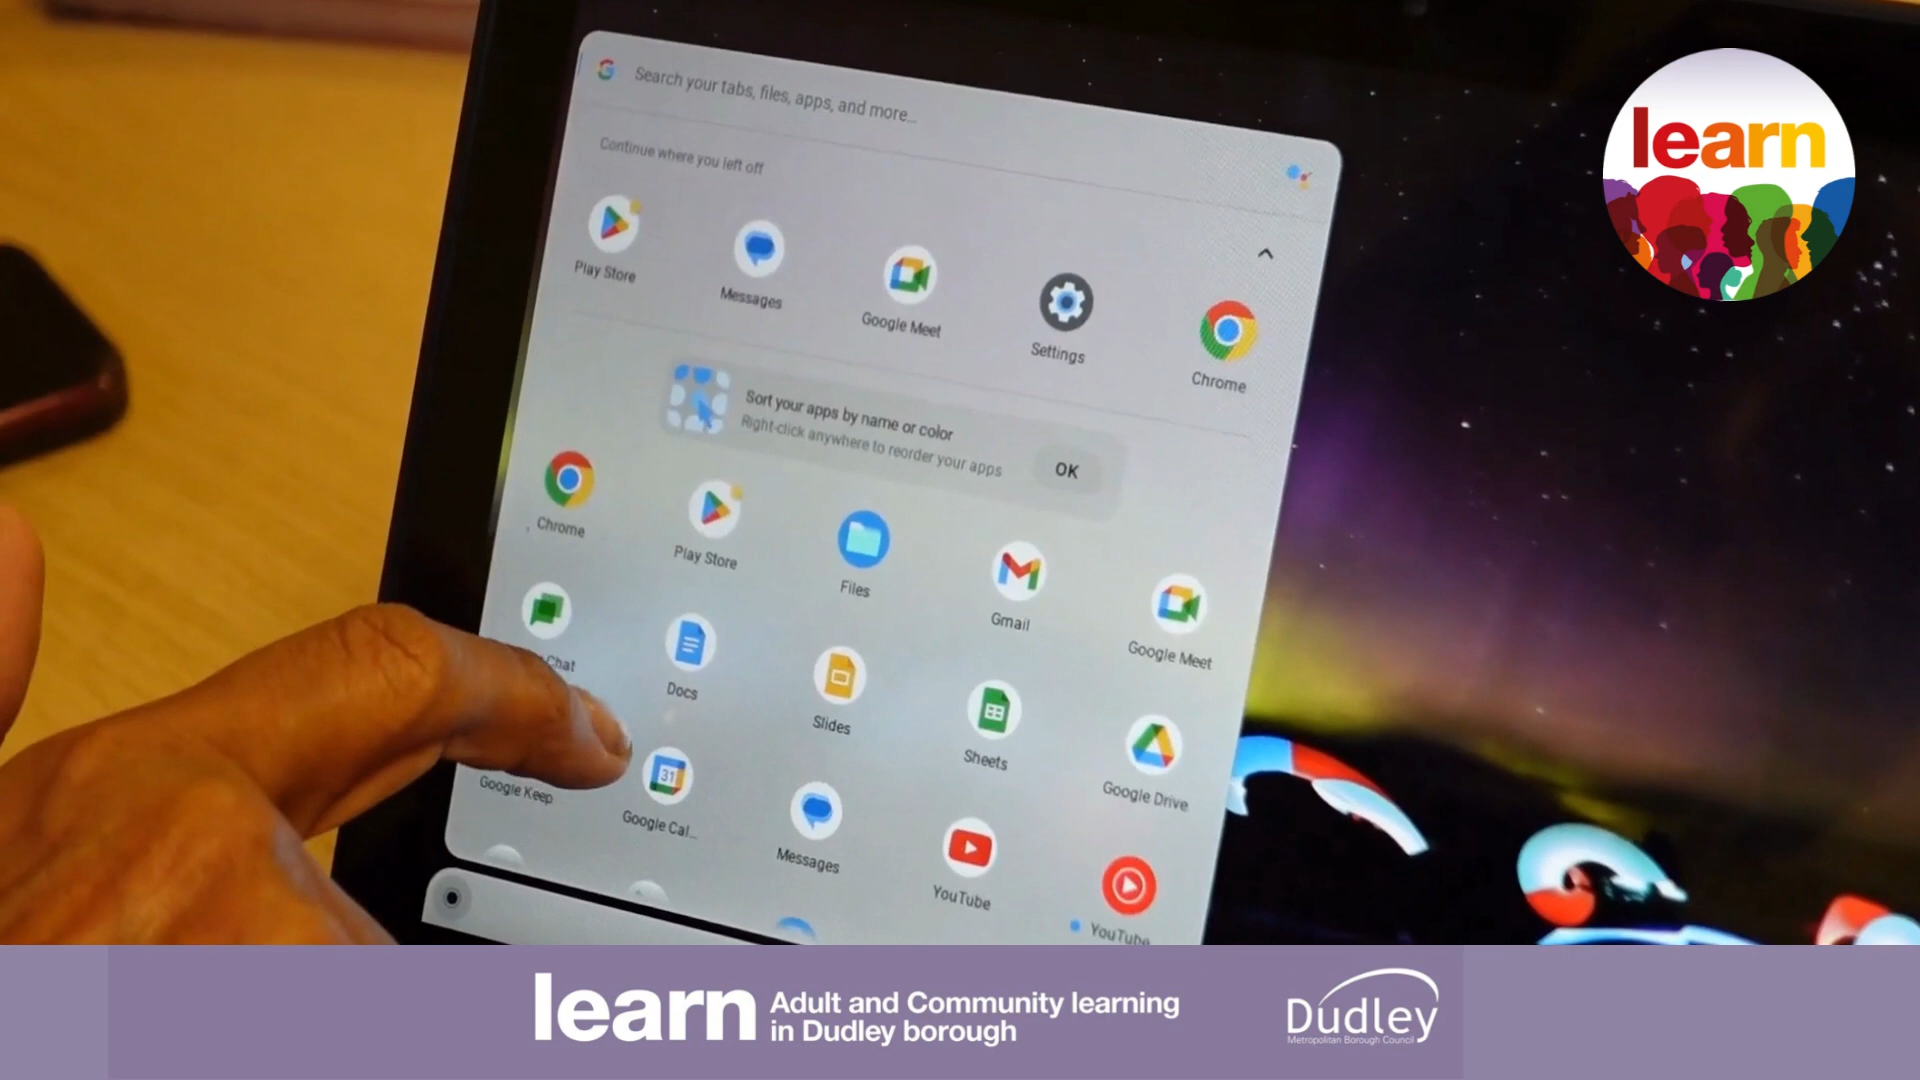 Search your tabs, files, apps, and more...
Continue where you left off
Play Store
Messages
Google Meet
Settings
Chrome
Sort your apps by name or color
Right-click anywhere to reorder your apps
OK
Chrome
Play Store
Files
Gmail
Google Meet
Chat
Docs
Slides
Sheets
Google Drive
Google Keep
31
Google Cal...
Messages
YouTube
YouTube
learn
learn
Adult and Community learning
in Dudley borough
Dudley
Metropolitan Borough Council